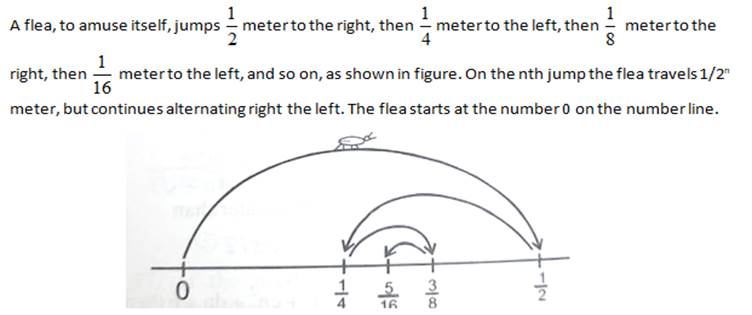 A flea, to amuse itself, jumps 1/2 meter to the right, then 1/4 meter to the left, then 1/8 meter to the
right, then 1/16 meter to the left, and so on, as shown in figure. On the nth jump the flea travels 1/2ⁿ
meter, but continues alternating right the left. The flea starts at the number 0 on the number line.
0 1/4 5/16 3/8 1/2